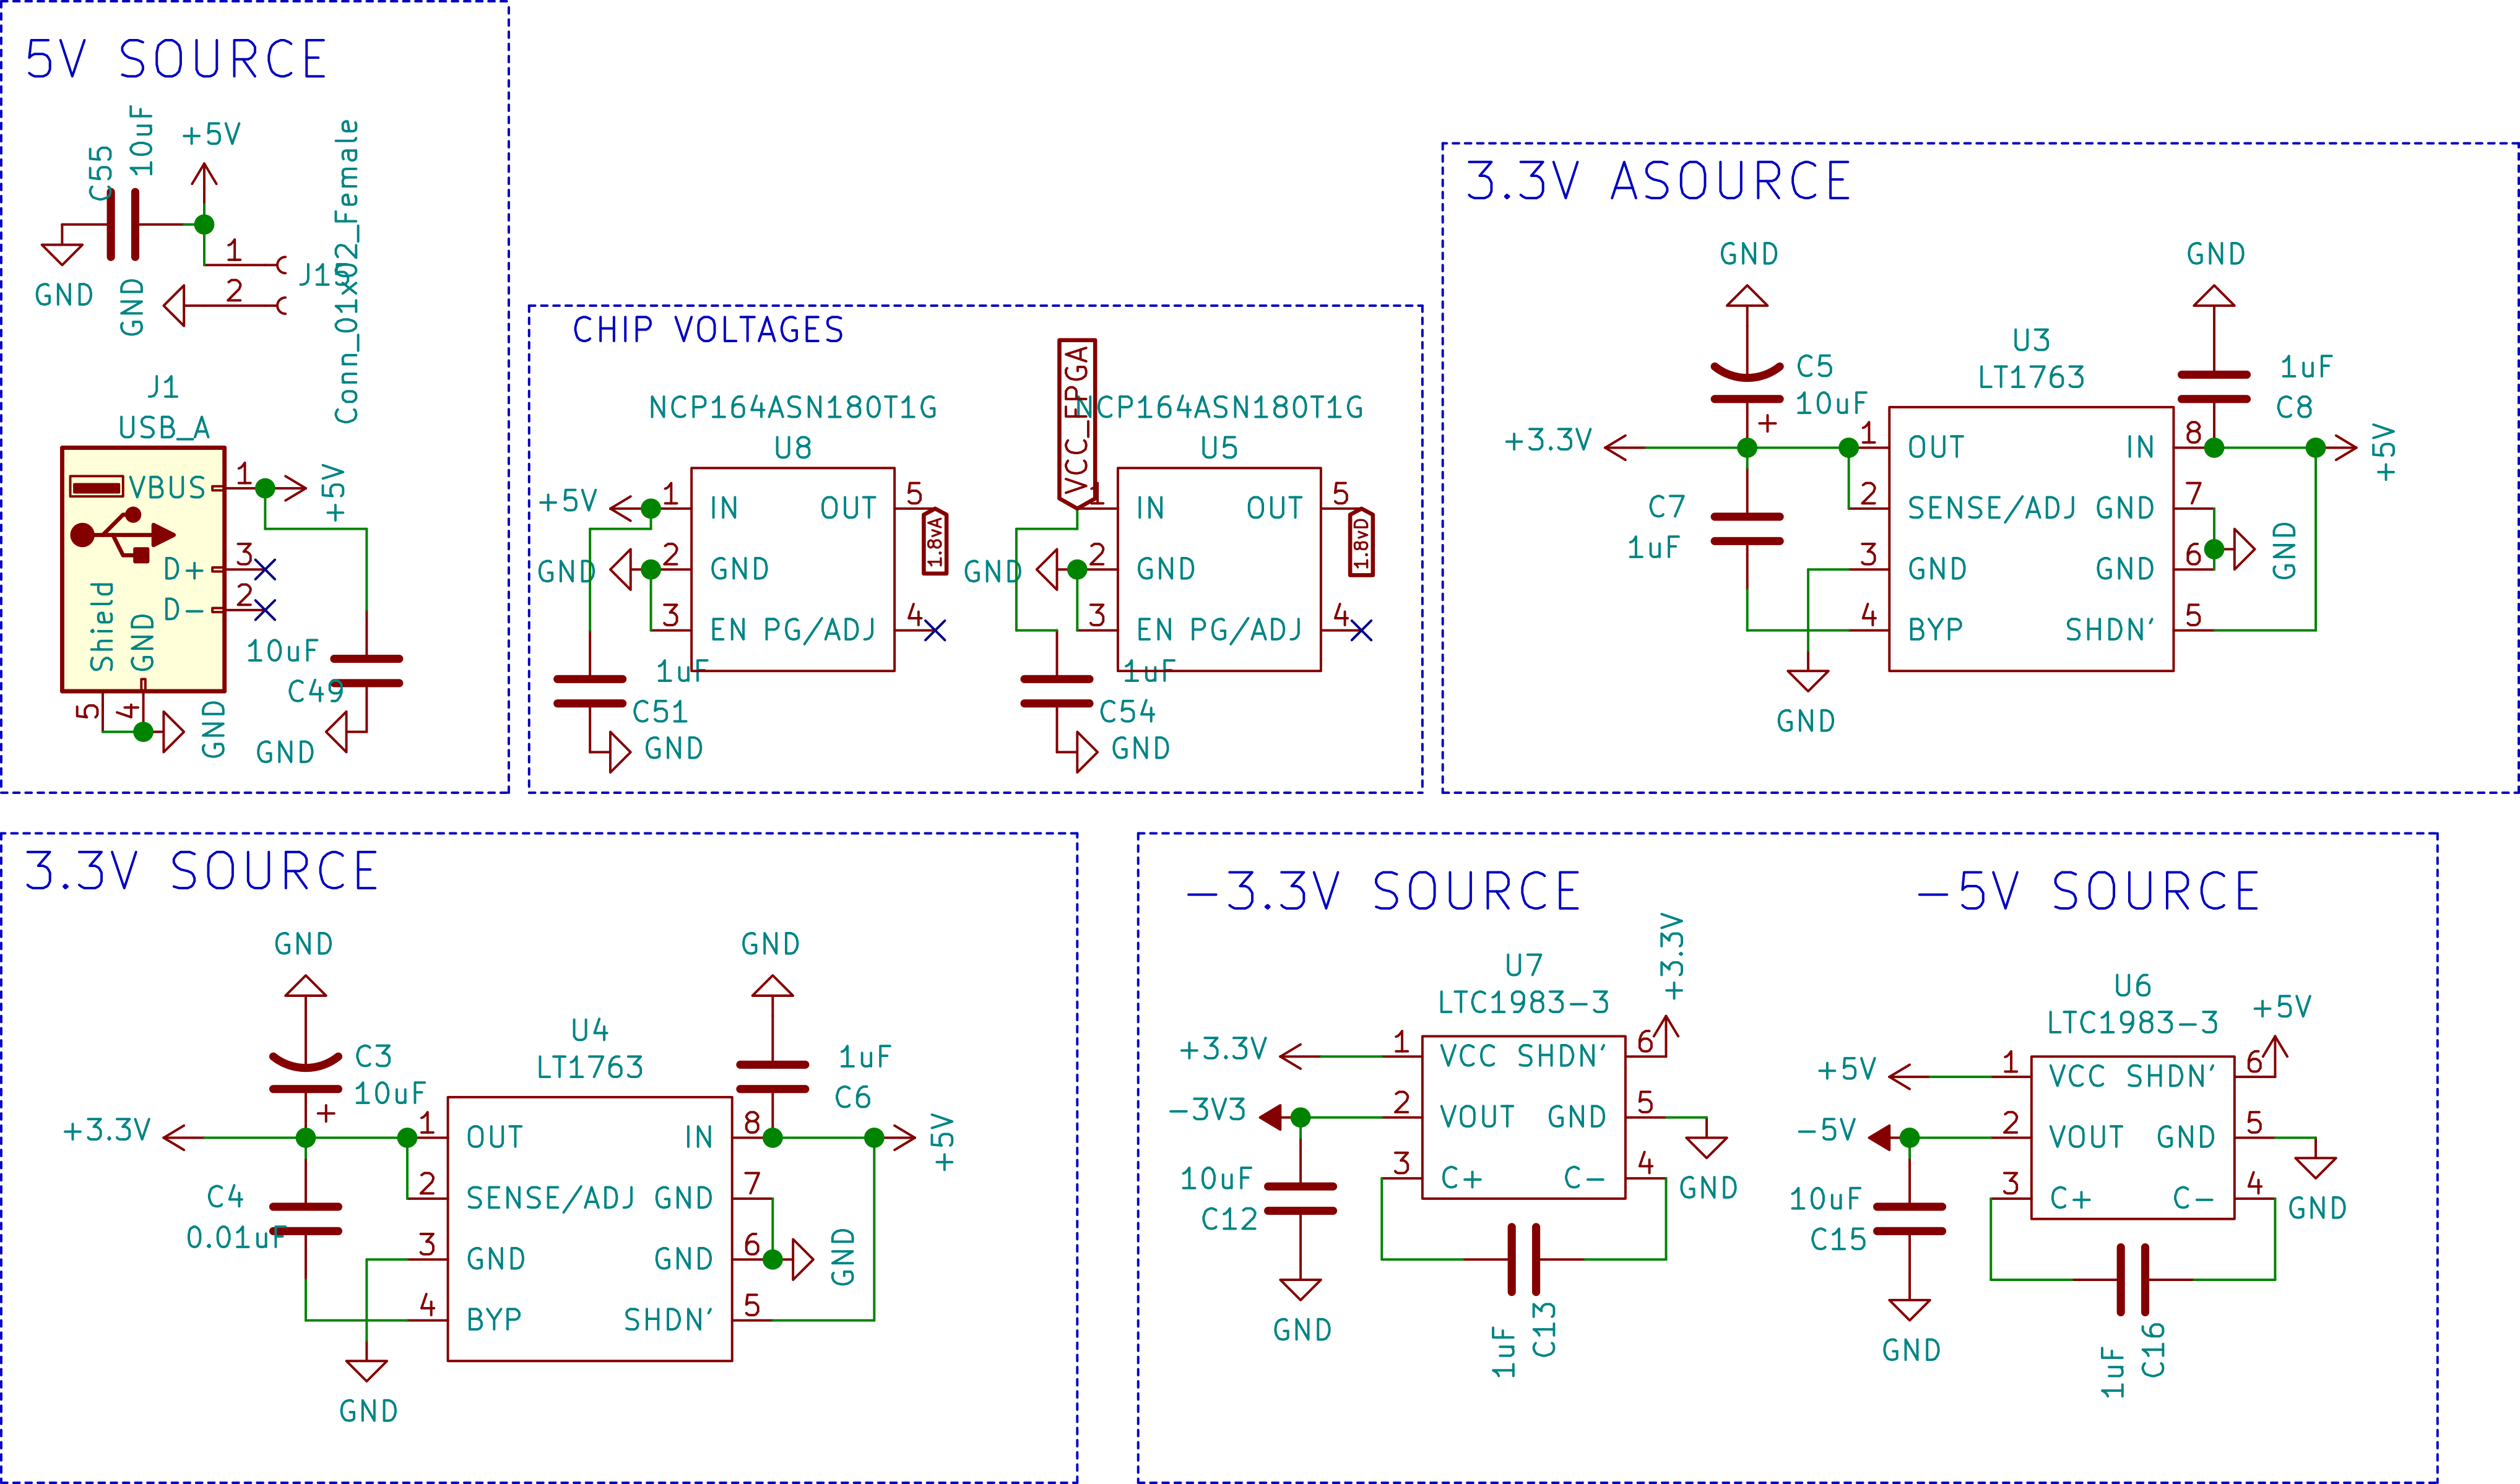 5V SOURCE
C55
10uF
+5V
GND
GND
1
2
J15
Conn_01x02_Female
J1
USB_A
VBUS
1
+5V
D+
3
D-
2
Shield
GND
5
4
GND
10uF
C49
GND
CHIP VOLTAGES
NCP164ASN180T1G
U8
+5V
1
IN
OUT
5
1.8vA
GND
2
GND
3
EN
PG/ADJ
4
1uF
C51
GND
VCC_FPGA
NCP164ASN180T1G
U5
1
IN
OUT
5
1.8vD
GND
2
GND
3
EN
PG/ADJ
4
1uF
C54
GND
3.3V ASOURCE
GND
C5
10uF
+
+3.3V
C7
1uF
U3
LT1763
1
OUT
2
SENSE/ADJ
3
GND
4
BYP
IN
8
GND
7
GND
6
SHDN'
5
GND
1uF
C8
+5V
GND
GND
3.3V SOURCE
GND
C3
10uF
+
+3.3V
C4
0.01uF
U4
LT1763
1
OUT
2
SENSE/ADJ
3
GND
4
BYP
IN
8
GND
7
GND
6
SHDN'
5
GND
1uF
C6
+5V
GND
GND
-3.3V SOURCE
U7
LTC1983-3
+3.3V
+3.3V
1
VCC
SHDN'
6
-3V3
2
VOUT
GND
5
3
C+
C-
4
10uF
C12
GND
GND
1uF
C13
-5V SOURCE
U6
LTC1983-3
+5V
+5V
1
VCC
SHDN'
6
-5V
2
VOUT
GND
5
3
C+
C-
4
10uF
C15
GND
GND
1uF
C16